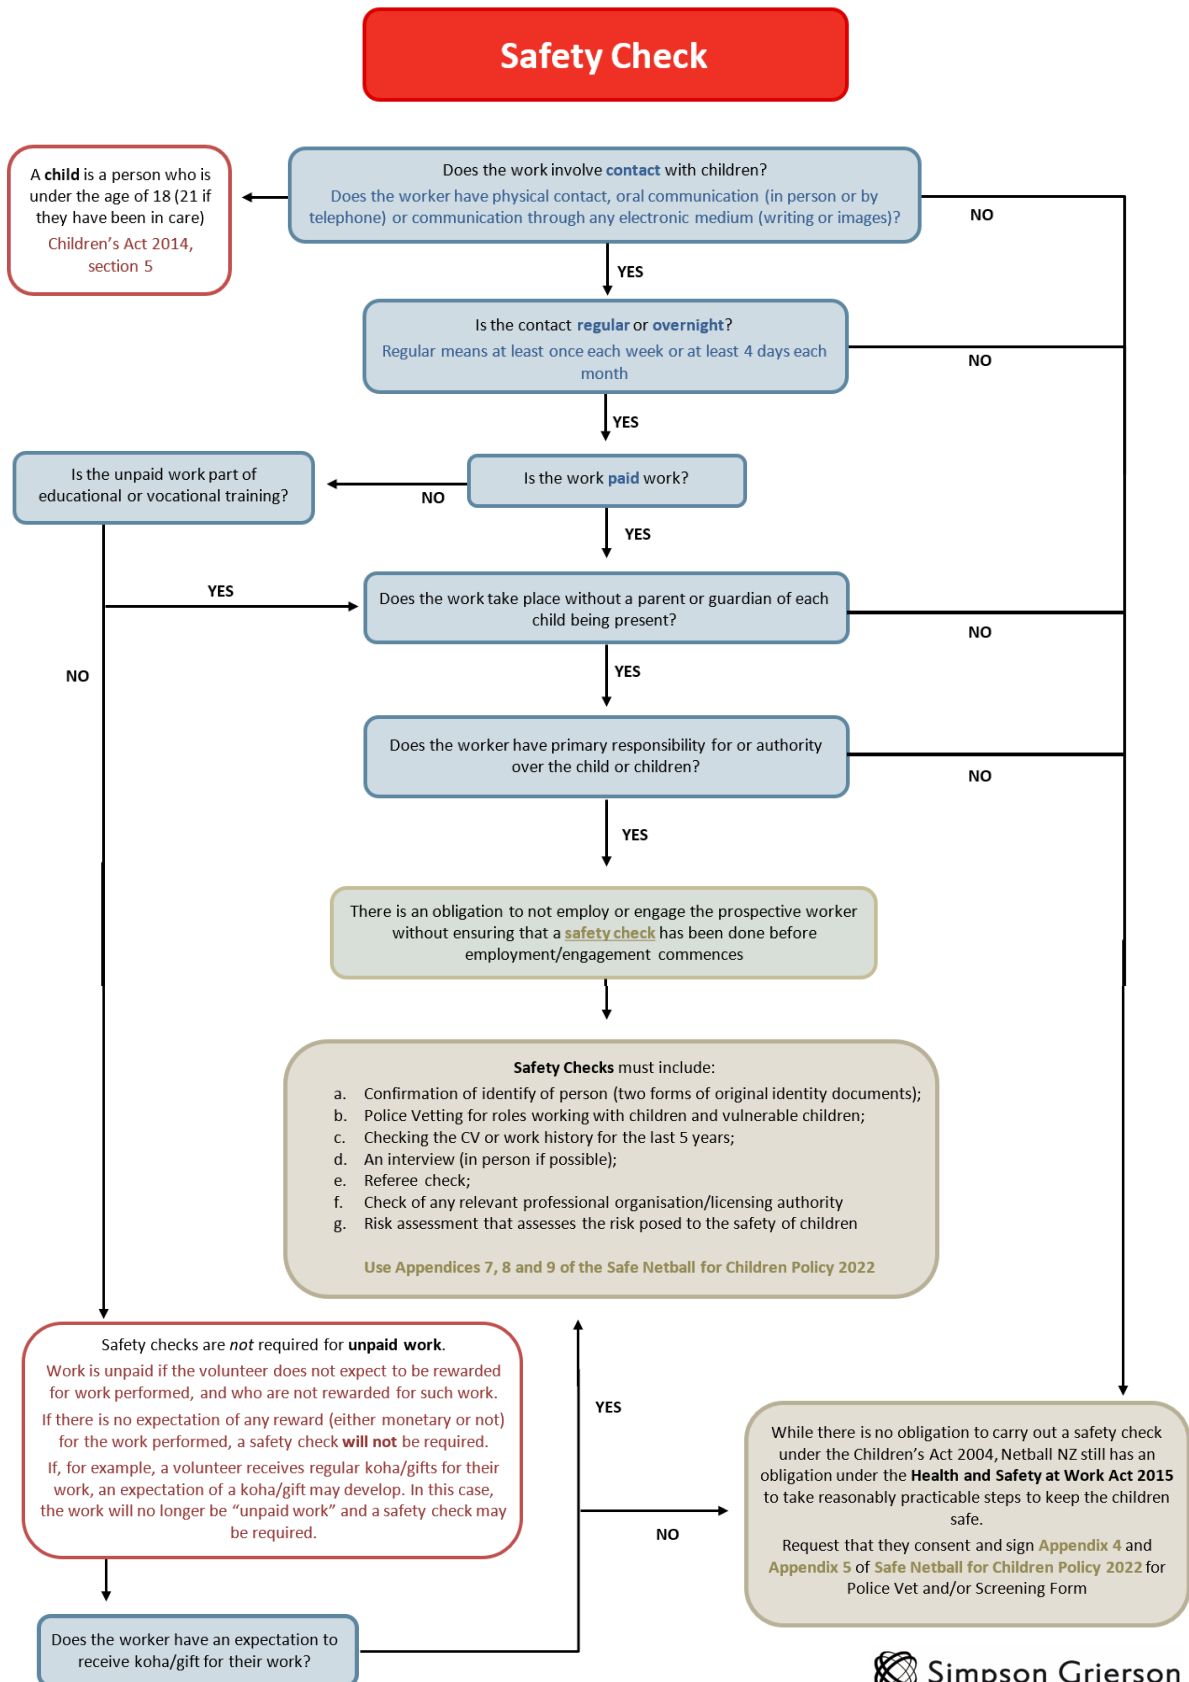 Safety Check
A child is a person who is
under the age of 18 (21 if
they have been in care)
Children's Act 2014,
section 5
Does the work involve contact with children?
Does the worker have physical contact, oral communication (in person or by
telephone) or communication through any electronic medium (writing or images)?
NO
YES
Is the contact regular or overnight?
Regular means at least once each week or at least 4 days each
month
NO
YES
Is the unpaid work part of
educational or vocational training?
NO
Is the work paid work?
YES
YES
Does the work take place without a parent or guardian of each
child being present?
NO
NO
YES
Does the worker have primary responsibility for or authority
over the child or children?
NO
YES
There is an obligation to not employ or engage the prospective worker
without ensuring that a safety check has been done before
employment/engagement commences
Safety Checks must include:
a. Confirmation of identify of person (two forms of original identity documents);
b. Police Vetting for roles working with children and vulnerable children;
c. Checking the CV or work history for the last 5 years;
d. An interview (in person if possible);
e. Referee check;
f. Check of any relevant professional organisation/licensing authority
g. Risk assessment that assesses the risk posed to the safety of children
Use Appendices 7, 8 and 9 of the Safe Netball for Children Policy 2022
Safety checks are not required for unpaid work.
Work is unpaid if the volunteer does not expect to be rewarded
for work performed, and who are not rewarded for such work.
If there is no expectation of any reward (either monetary or not)
for the work performed, a safety check will not be required.
If, for example, a volunteer receives regular koha/gifts for their
work, an expectation of a koha/gift may develop. In this case,
the work will no longer be "unpaid work" and a safety check may
be required.
YES
NO
While there is no obligation to carry out a safety check
under the Children's Act 2004, Netball NZ still has an
obligation under the Health and Safety at Work Act 2015
to take reasonably practicable steps to keep the children
safe.
Request that they consent and sign Appendix 4 and
Appendix 5 of Safe Netball for Children Policy 2022 for
Police Vet and/or Screening Form
Does the worker have an expectation to
receive koha/gift for their work?
Simpson Grierson